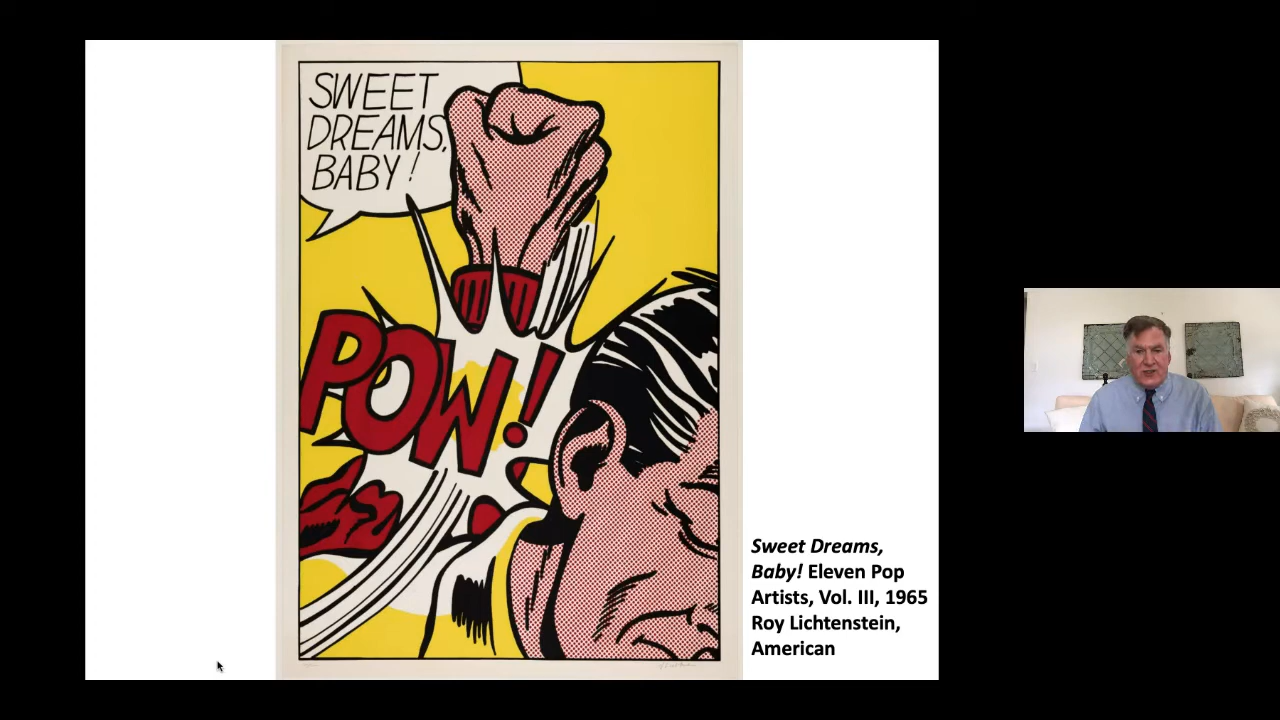 SWEET
DREAMS,
BABY!
POW!
Sweet Dreams,
Baby! Eleven Pop
Artists, Vol. III, 1965
Roy Lichtenstein,
American